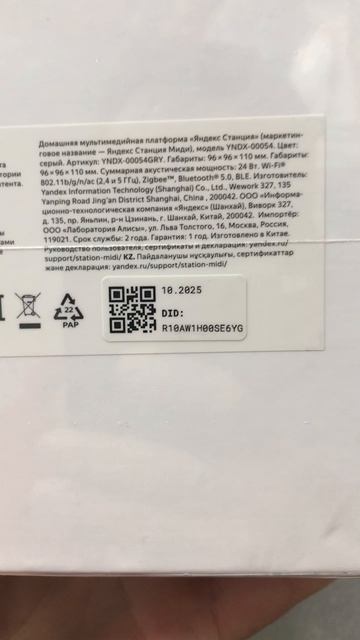 Домашняя мультимедийная платформа «Яндекс Станция» (маркетин-
говое название — Яндекс Станция Миди), модель YNDX-00054. Цвет:
серый. Артикул: YNDX-00054GRY. Габариты: 96×96×110 мм. Габариты:
96×96×110 мм. Суммарная акустическая мощность: 24 Вт. Wi-Fi®
802.11b/g/n/ac (2,4 и 5 ГГц), Zigbee™, Bluetooth® 5.0, BLE. Изготовитель:
Yandex Information Technology (Shanghai) Co., Ltd., Wework 327, 135
Yanping Road Jing'an District Shanghai, China, 200042. ООО «Информа-
ционно-технологическая компания «Яндекс (Шанхай), Виворк 327,
д. 135, пр. Яньпин, р-н Цзинань, г. Шанхай, Китай, 200042. Импортёр:
ООО «Лаборатория Алисы», ул. Льва Толстого, 16, Москва, Россия,
119021. Срок службы: 2 года. Гарантия: 1 год. Изготовлено в Китае.
Руководство пользователя, сертификаты и декларация: yandex.ru/
support/station-midi/ KZ. Пайдаланушы нұсқаулығы, сертификаттар
және декларация: yandex.ru/support/station-midi/
22
PAP
10.2025
DID:
R10AW1H00SE6YG